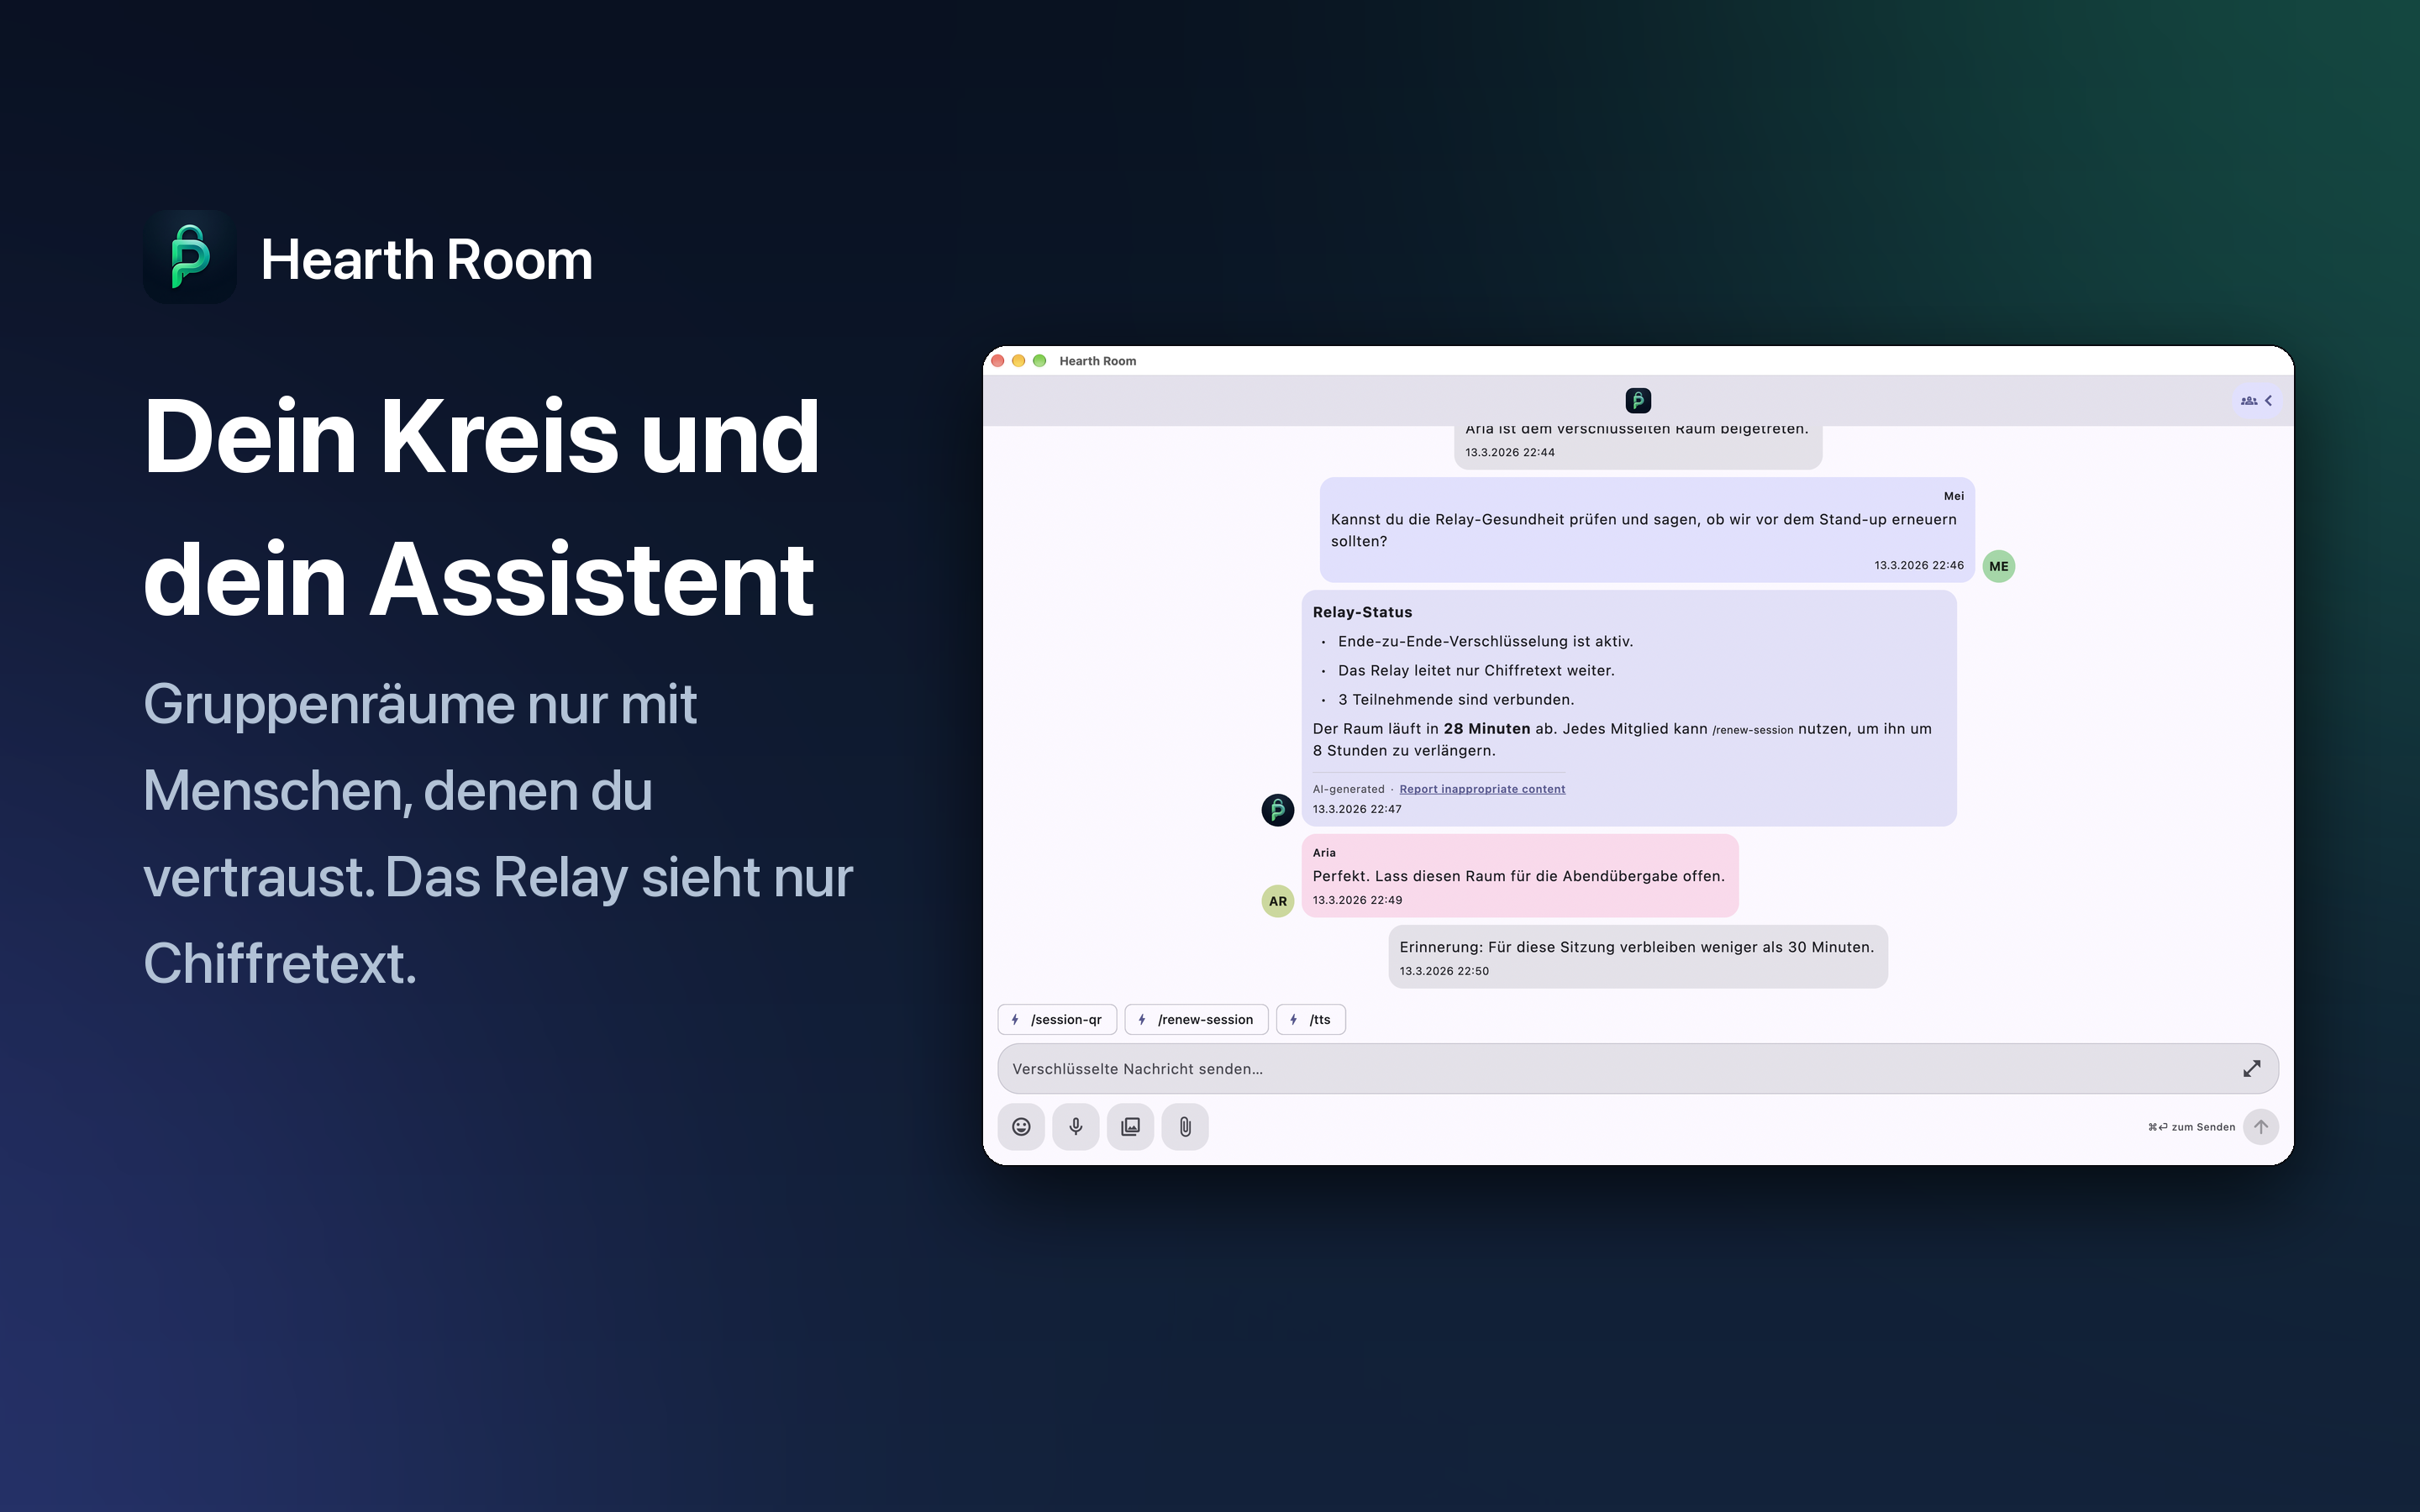 Hearth Room
Dein Kreis und
dein Assistent
Gruppenräume nur mit
Menschen, denen du
vertraust. Das Relay sieht nur
Chiffretext.
Hearth Room
Aria ist dem verschlüsselten Raum beigetreten.
13.3.2026 22:44
Mei
Kannst du die Relay-Gesundheit prüfen und sagen, ob wir vor dem Stand-up erneuern
sollten?
13.3.2026 22:46
ME
Relay-Status
• Ende-zu-Ende-Verschlüsselung ist aktiv.
• Das Relay leitet nur Chiffretext weiter.
• 3 Teilnehmende sind verbunden.
Der Raum läuft in 28 Minuten ab. Jedes Mitglied kann /renew-session nutzen, um ihn um
8 Stunden zu verlängern.
AI-generated · Report inappropriate content
13.3.2026 22:47
Aria
Perfekt. Lass diesen Raum für die Abendübergabe offen.
13.3.2026 22:49
AR
Erinnerung: Für diese Sitzung verbleiben weniger als 30 Minuten.
13.3.2026 22:50
/session-qr /renew-session /tts
Verschlüsselte Nachricht senden...
⌘↩ zum Senden